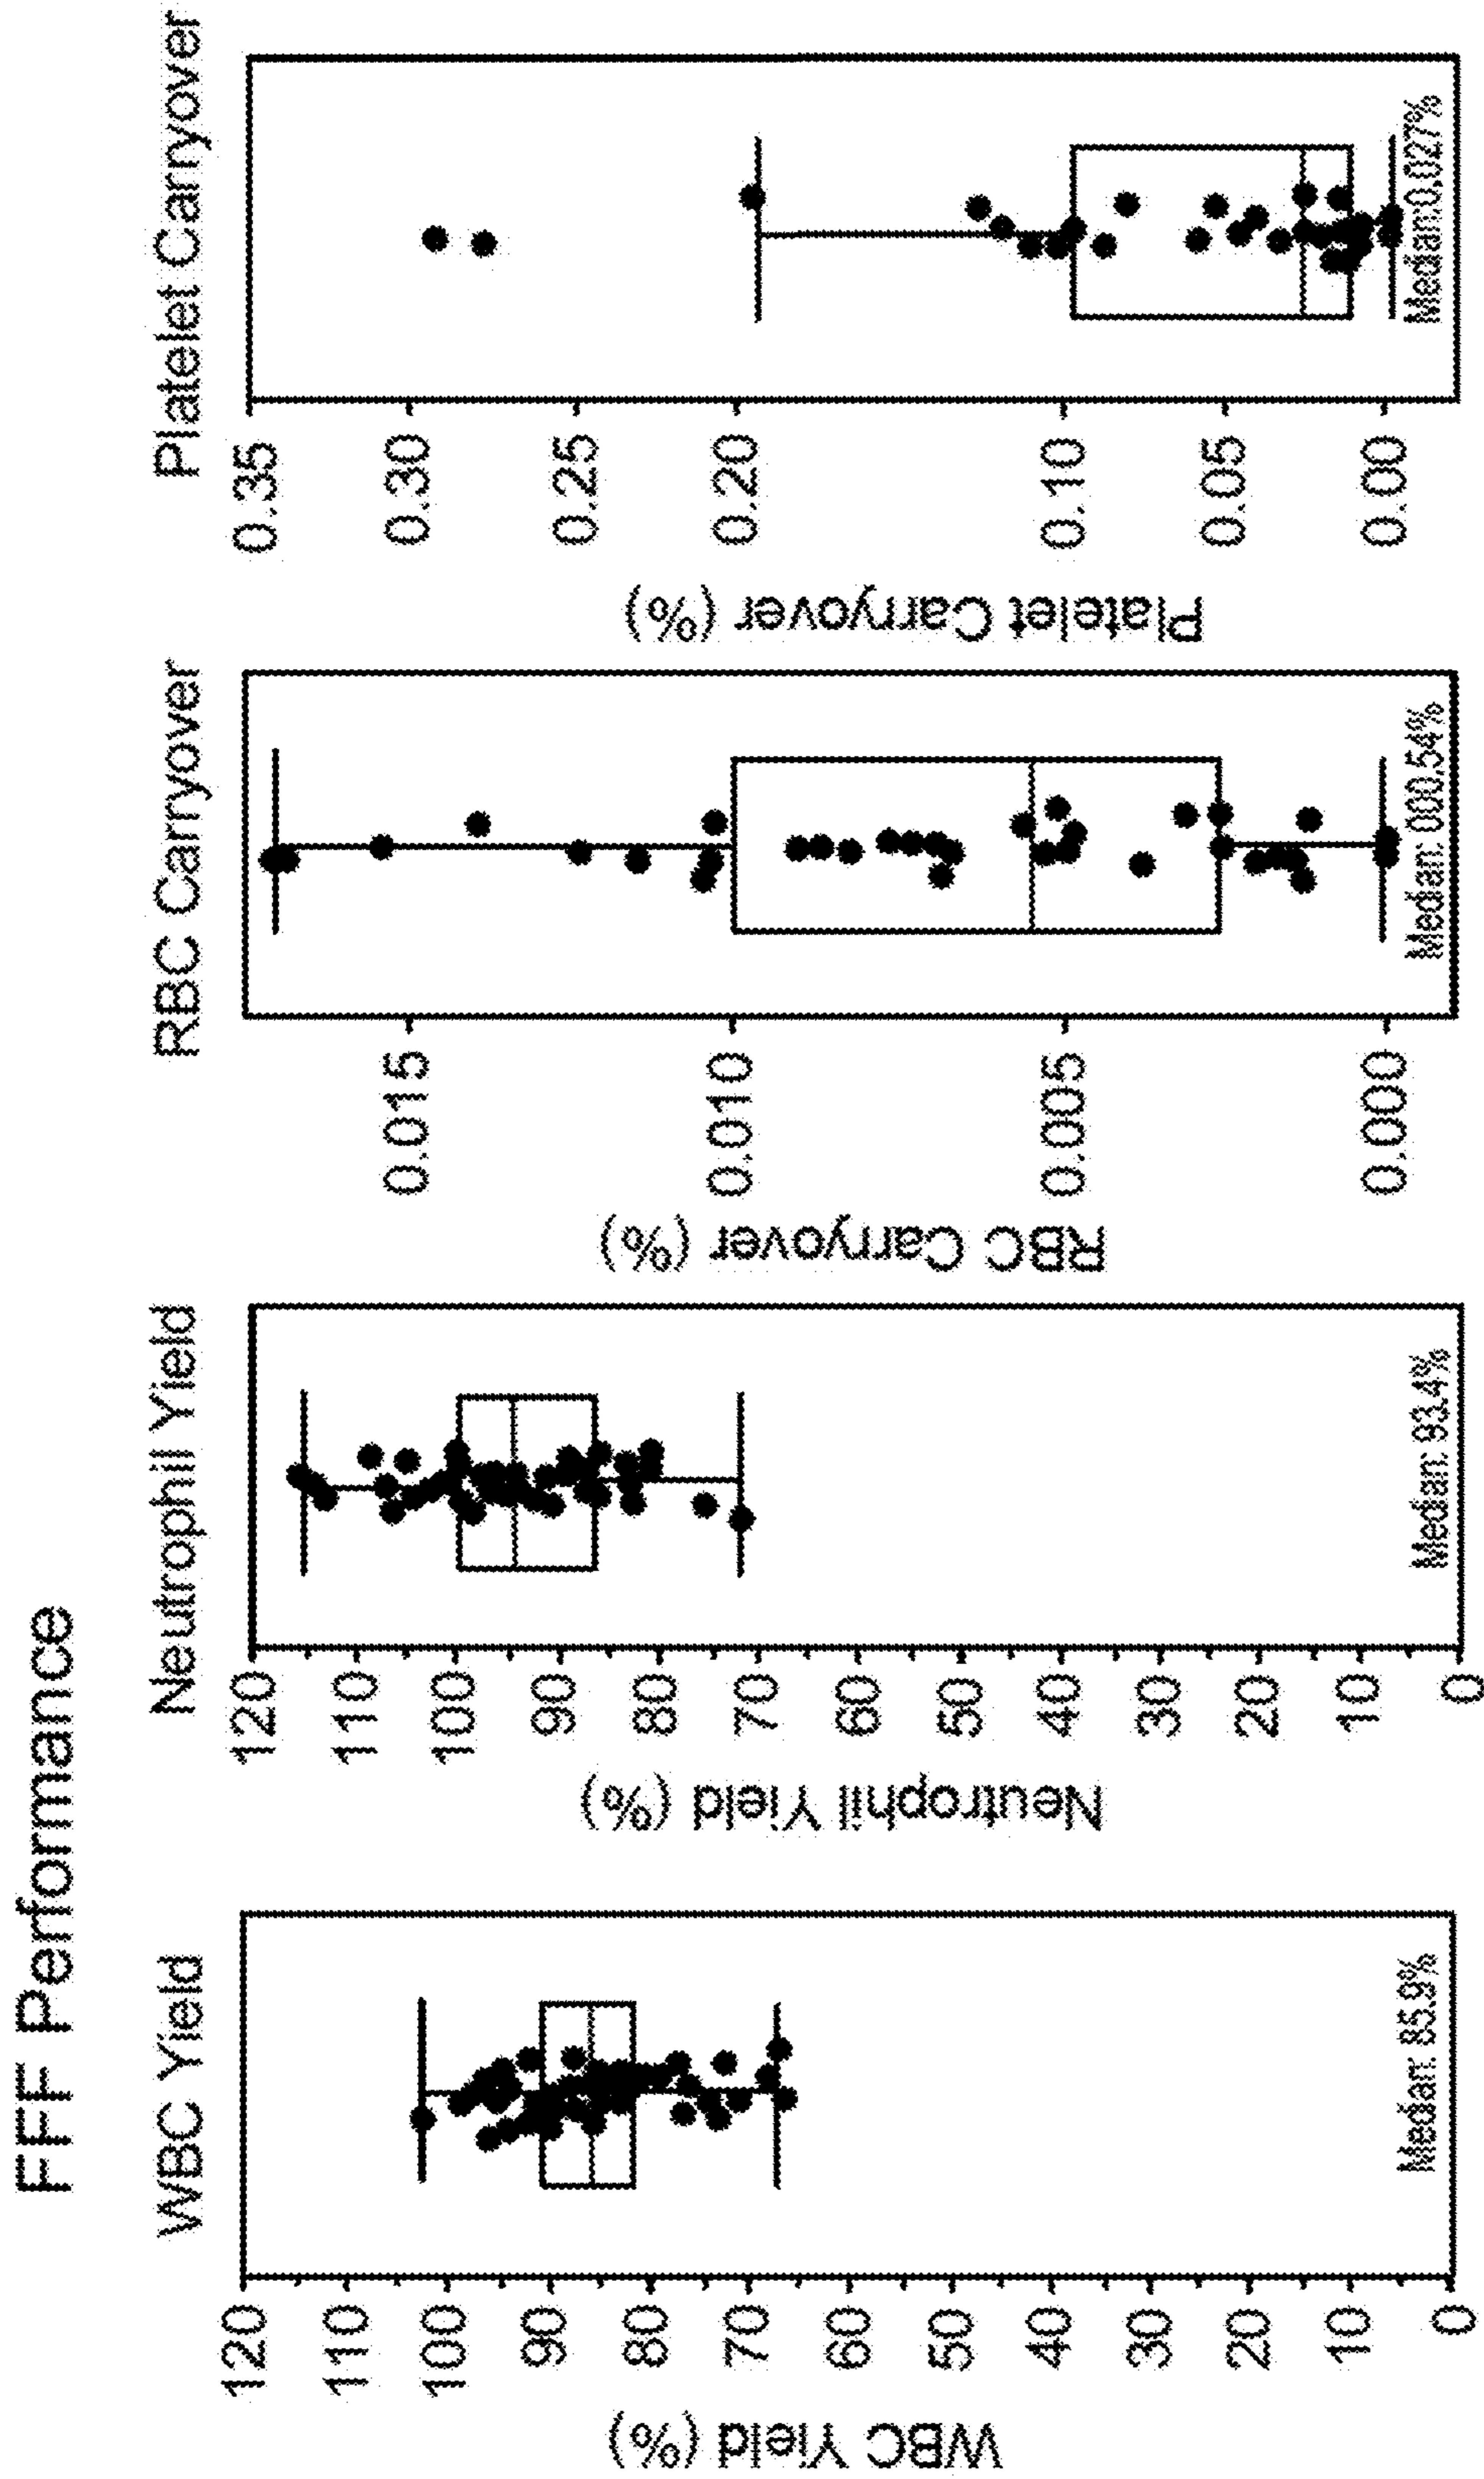 FFF Performance
WBC Yield
WBC Yield (%)
120
110
100
90
80
70
60
50
40
30
20
10
0
Median: 85.9%
Neutrophil Yield
Neutrophil Yield (%)
120
110
100
90
80
70
60
50
40
30
20
10
0
Median: 93.4%
RBC Carryover
RBC Carryover (%)
0.015
0.010
0.005
0.000
Median: 000.54%
Platelet Carryover
Platelet Carryover (%)
0.35
0.30
0.25
0.20
0.10
0.05
0.00
Median:0.027%